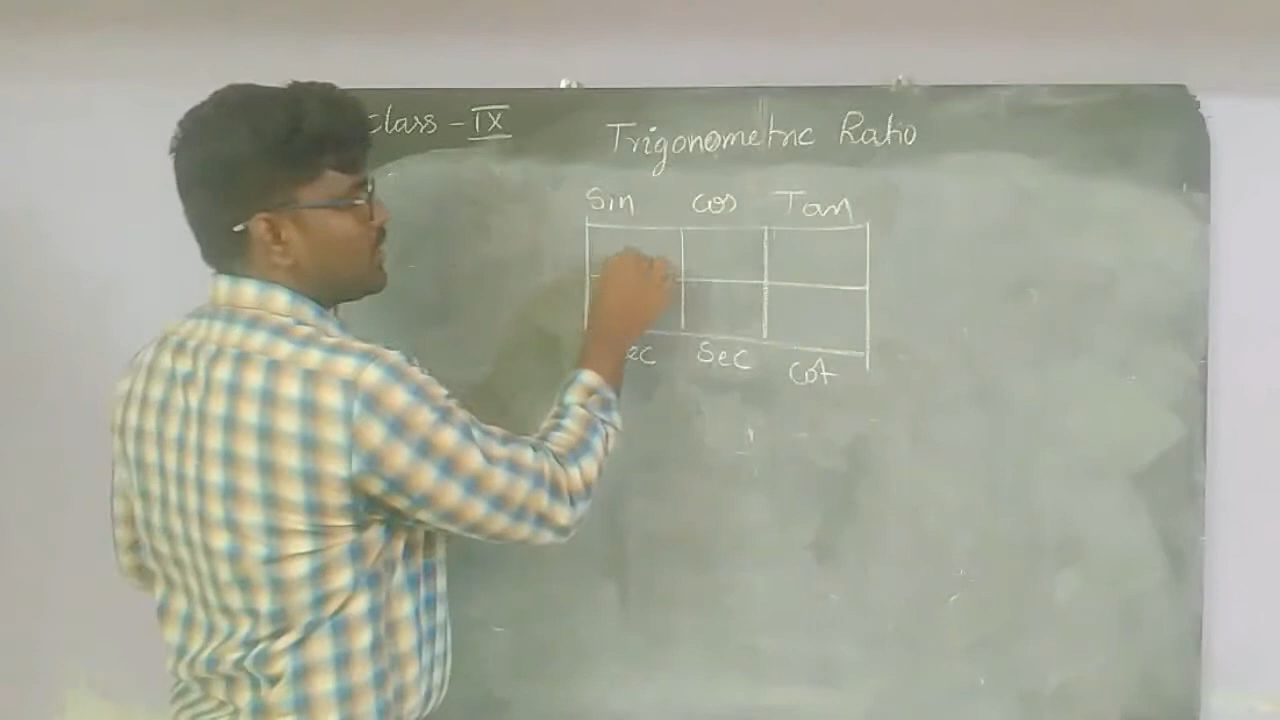 Class - IX
Trigonometric Ratio
Sin cos Tan
Sec Cot